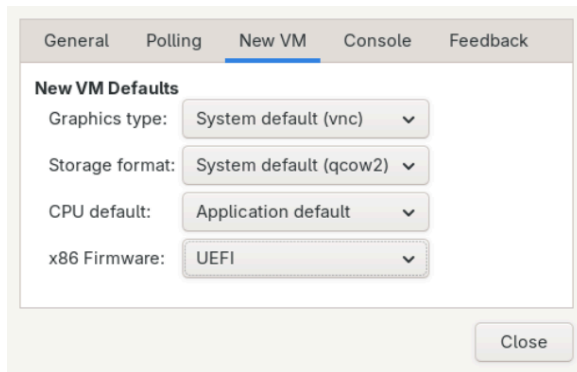 General Polling New VM Console Feedback
New VM Defaults
Graphics type: System default (vnc)
Storage format: System default (qcow2)
CPU default: Application default
x86 Firmware: UEFI
Close